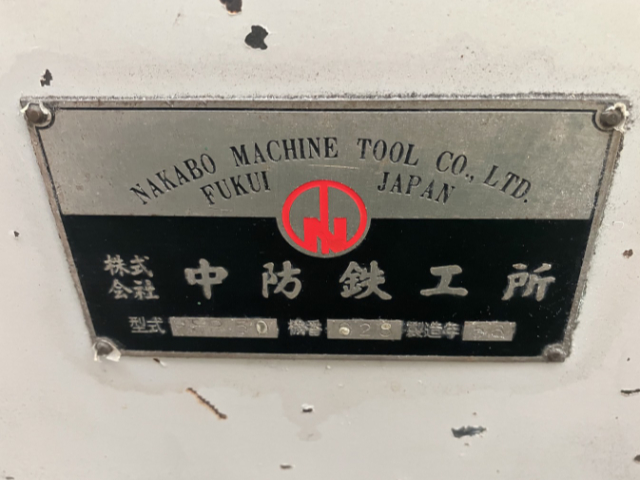 NAKABO MACHINE TOOL CO., LTD.
FUKUI JAPAN
株式会社 中防鉄工所
型式 機番 製造年